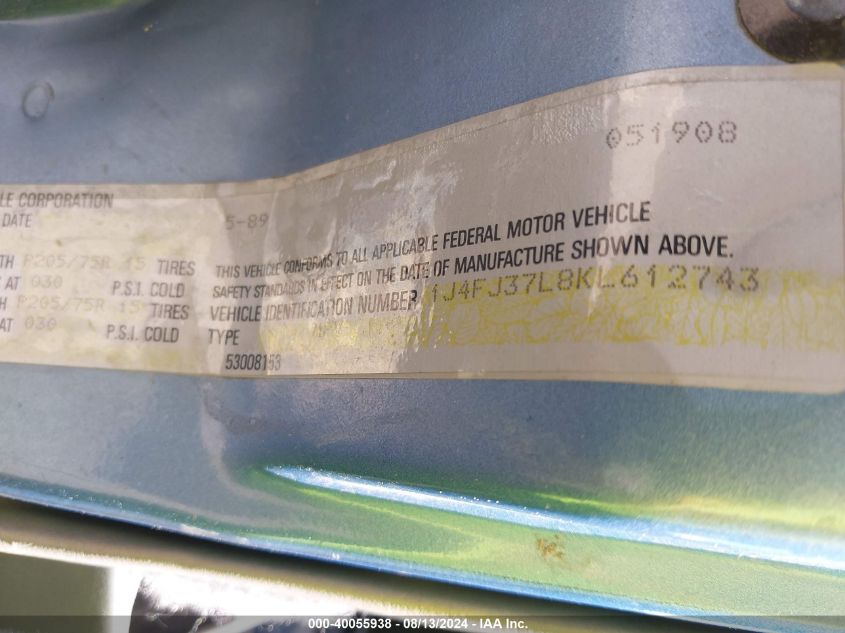 051908
LE CORPORATION
DATE 5-89
TH P205/75R 15 TIRES
AT 030 P.S.I. COLD
P205/75R 15 TIRES
AT 030 P.S.I. COLD
THIS VEHICLE CONFORMS TO ALL APPLICABLE FEDERAL MOTOR VEHICLE
SAFETY STANDARDS IN EFFECT ON THE DATE OF MANUFACTURE SHOWN ABOVE.
VEHICLE IDENTIFICATION NUMBER 1J4FJ37L8KL612743
TYPE
53008153
000-40055938 - 08/13/2024 - IAA Inc.